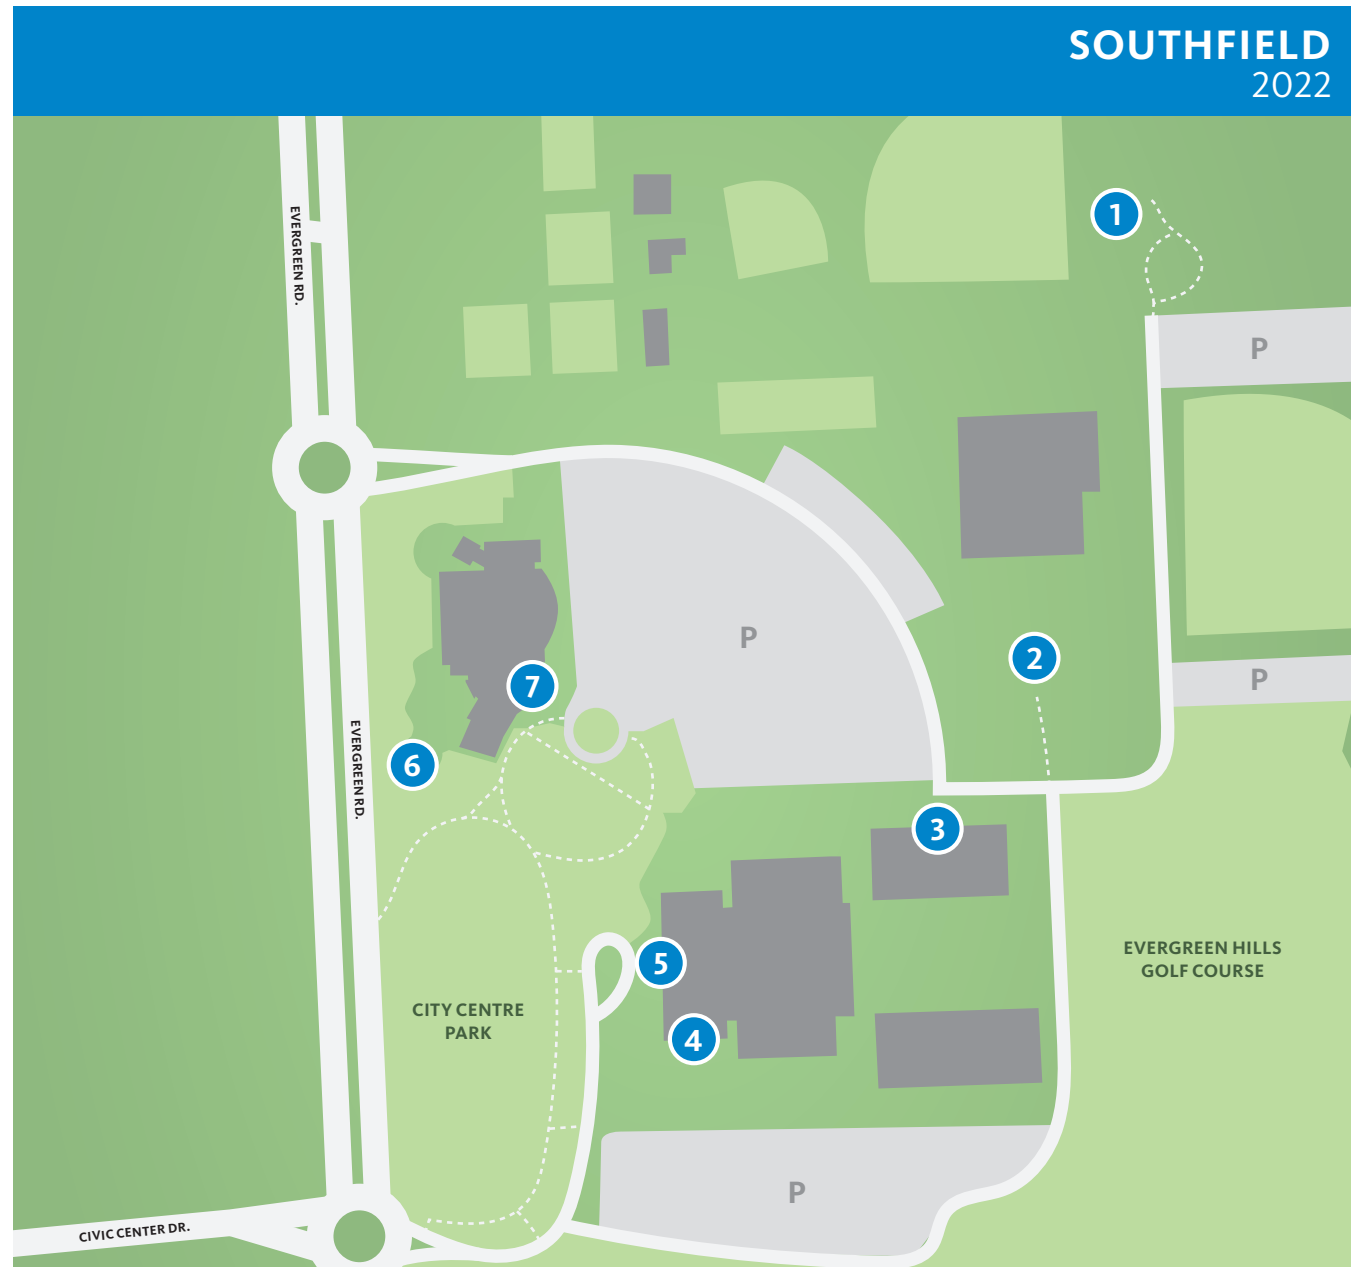 SOUTHFIELD
2022
EVERGREEN RD.
1
P
P
2
P
7
EVERGREEN RD.
6
3
EVERGREEN HILLS
GOLF COURSE
5
CITY CENTRE
PARK
4
P
CIVIC CENTER DR.